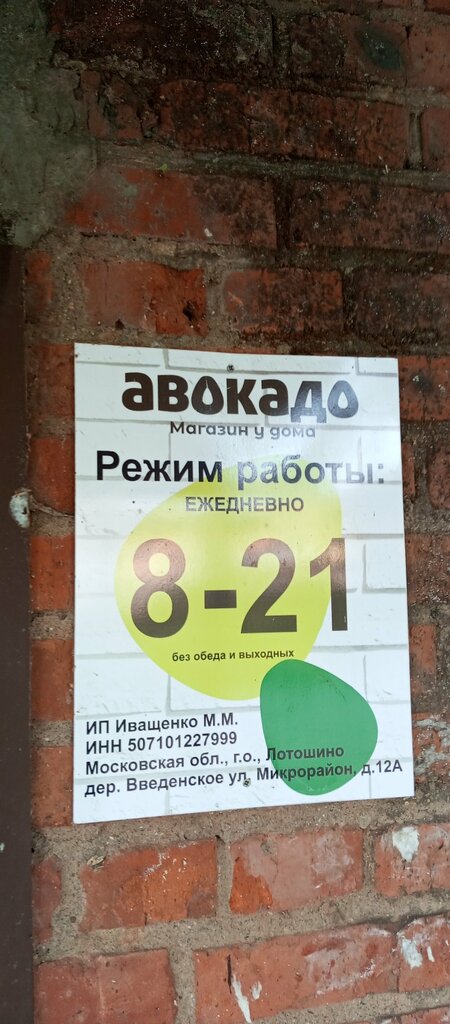 авокадо
Магазин у дома
Режим работы:
ЕЖЕДНЕВНО
8-21
без обеда и выходных
ИП Иващенко М.М.
ИНН 507101227999
Московская обл., г.о., Лотошино
дер. Введенское ул. Микрорайон, д.12А